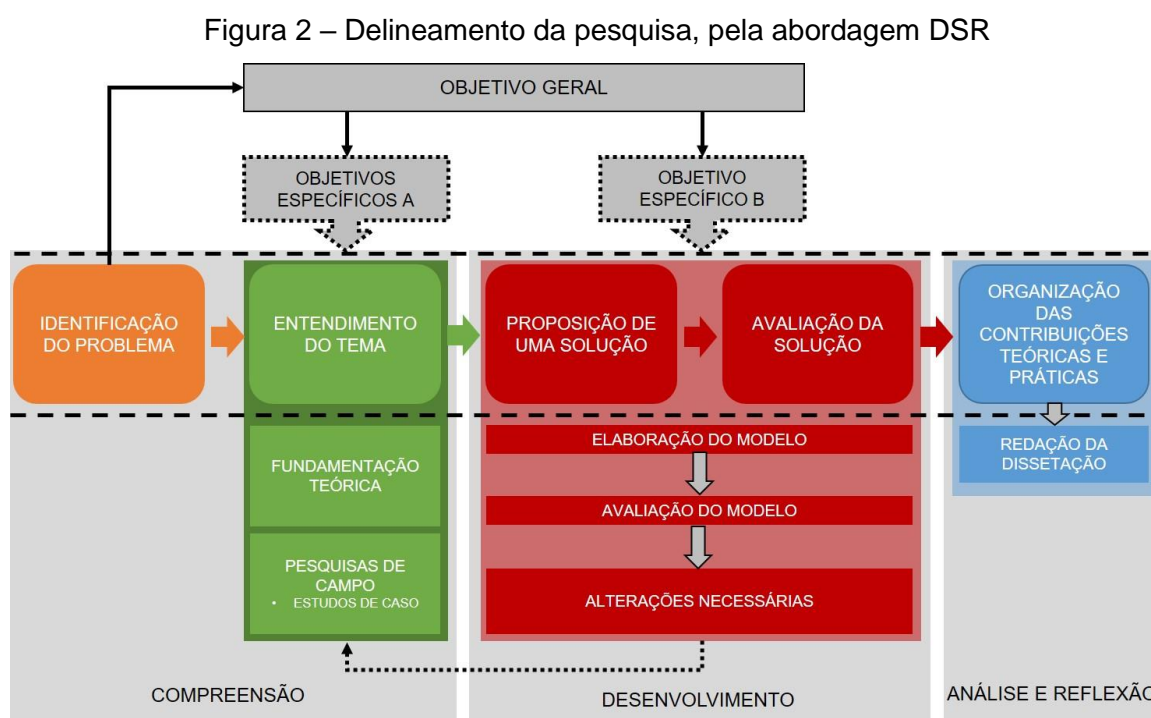 Figura 2 – Delineamento da pesquisa, pela abordagem DSR
OBJETIVO GERAL
OBJETIVOS
ESPECÍFICOS A
OBJETIVO
ESPECÍFICO B
IDENTIFICAÇÃO
DO PROBLEMA
ENTENDIMENTO
DO TEMA
PROPOSIÇÃO DE
UMA SOLUÇÃO
AVALIAÇÃO DA
SOLUÇÃO
ORGANIZAÇÃO
DAS
CONTRIBUIÇÕES
TEÓRICAS E
PRÁTICAS
FUNDAMENTAÇÃO
TEÓRICA
PESQUISAS DE
CAMPO
• ESTUDOS DE CASO
ELABORAÇÃO DO MODELO
AVALIAÇÃO DO MODELO
ALTERAÇÕES NECESSÁRIAS
REDAÇÃO DA
DISSETAÇÃO
COMPREENSÃO
DESENVOLVIMENTO
ANÁLISE E REFLEXÃO